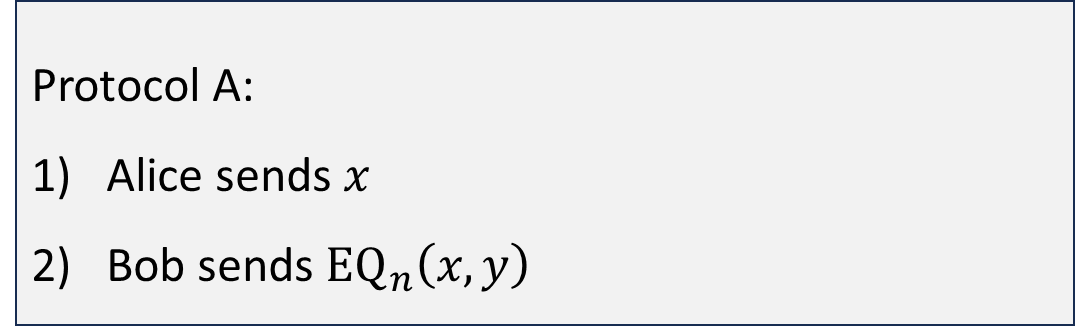 Protocol A:
1) Alice sends x
2) Bob sends EQₙ(x, y)